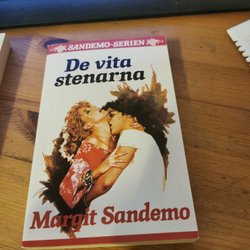 SANDEMO-SERIEN
De vita
stenarna
Margit Sandemo